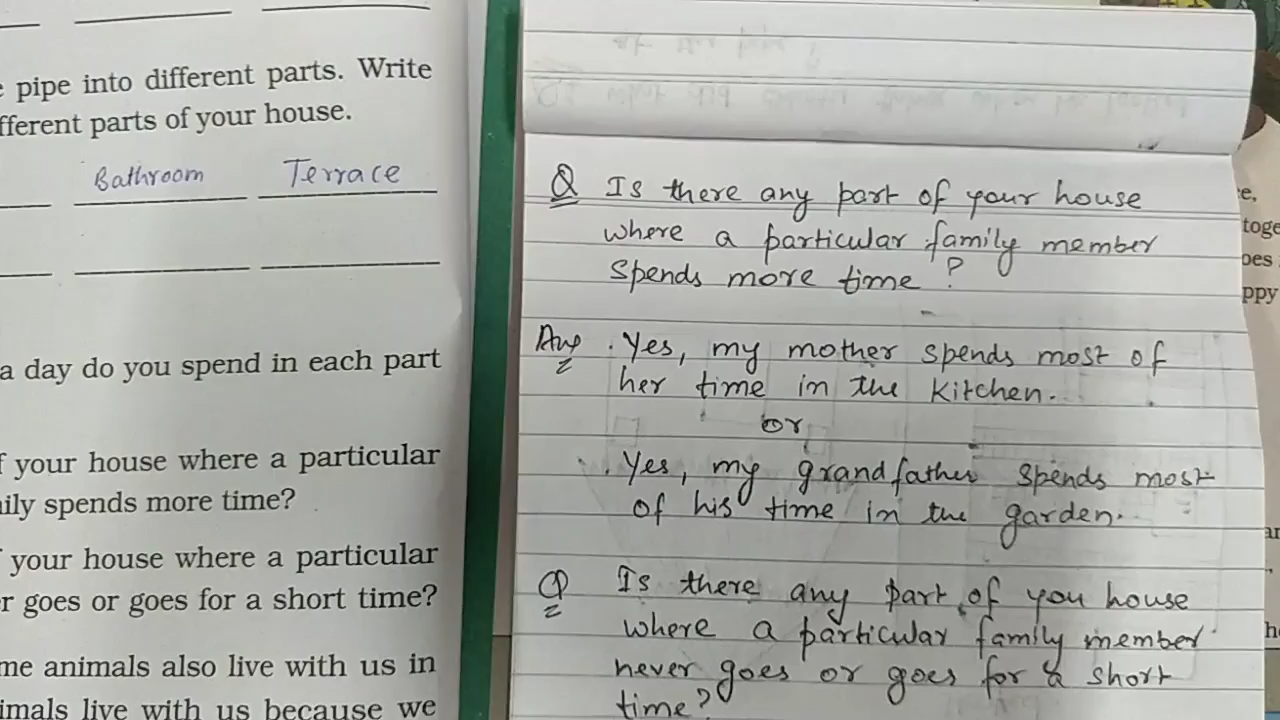 pipe into different parts. Write
fferent parts of your house.
Bathroom Terrace
a day do you spend in each part
f your house where a particular
ily spends more time?
your house where a particular
r goes or goes for a short time?
me animals also live with us in
imals live with us because we
Q Is there any part of your house
where a particular family member
spends more time?
Ans . Yes, my mother spends most of
her time in the kitchen.
or
. Yes, my grandfather spends most
of his time in the garden.
Q Is there any part of you house
where a particular family member
never goes or goes for a short
time?
e,
toge
oes
ppy